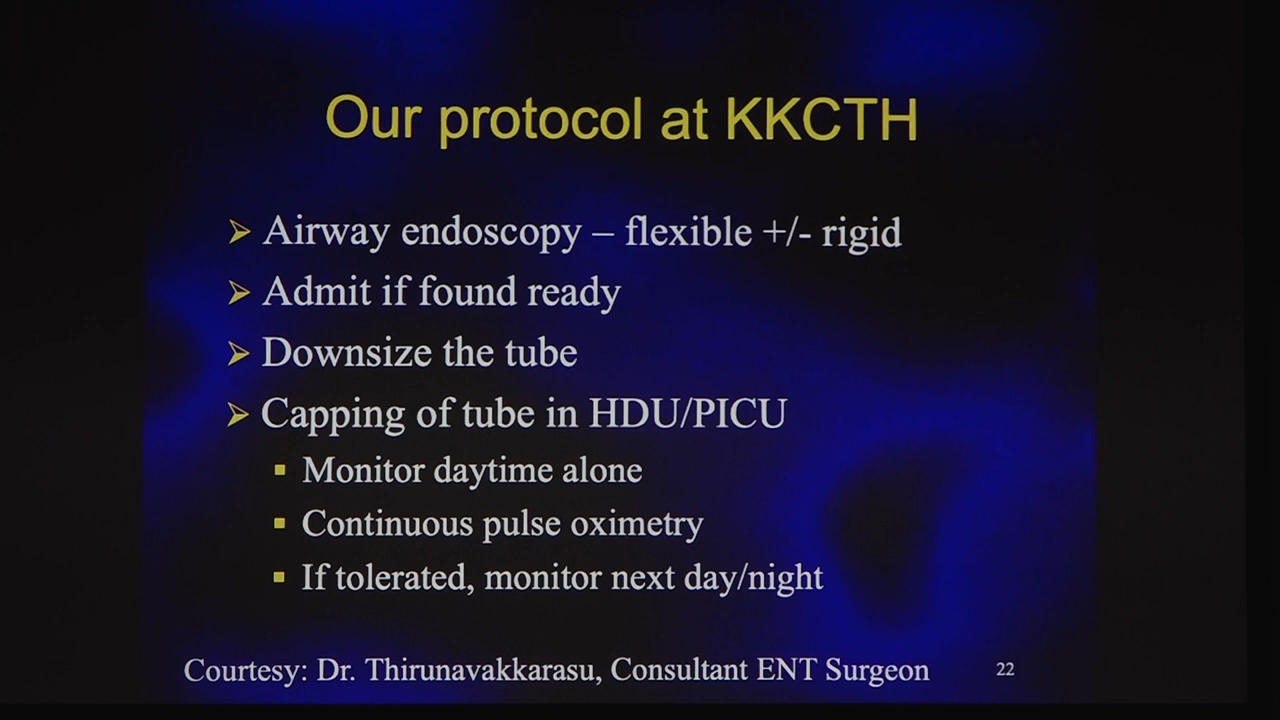 Our protocol at KKCTH
➢ Airway endoscopy – flexible +/- rigid
➢ Admit if found ready
➢ Downsize the tube
➢ Capping of tube in HDU/PICU
▪ Monitor daytime alone
▪ Continuous pulse oximetry
▪ If tolerated, monitor next day/night
Courtesy: Dr. Thirunavakkarasu, Consultant ENT Surgeon
22